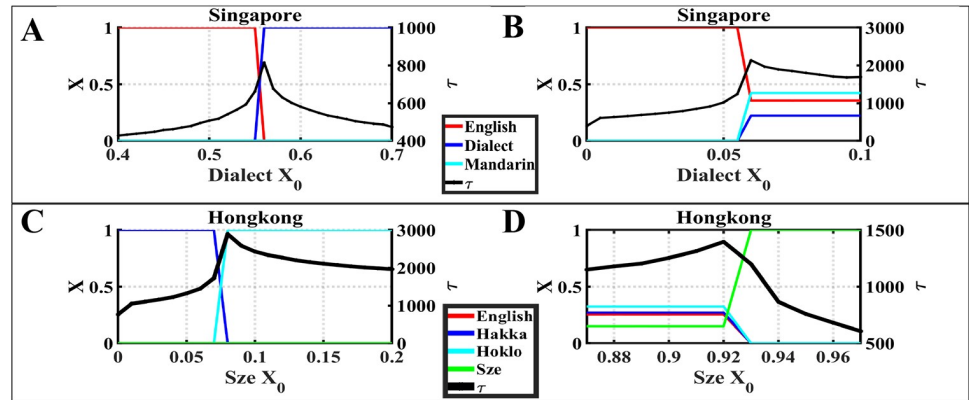 A
Singapore
1
0.5
0
X
1000
800
600
400
τ
0.4
0.5
0.6
0.7
Dialect X0
B
Singapore
1
0.5
0
X
3000
2000
1000
0
τ
0
0.05
0.1
Dialect X0
English
Dialect
Mandarin
τ
C
Hongkong
1
0.5
0
X
3000
2000
1000
0
τ
0
0.05
0.1
0.15
0.2
Sze X0
D
Hongkong
1
0.5
0
X
1500
1000
500
τ
0.88
0.9
0.92
0.94
0.96
Sze X0
English
Hakka
Hoklo
Sze
τ